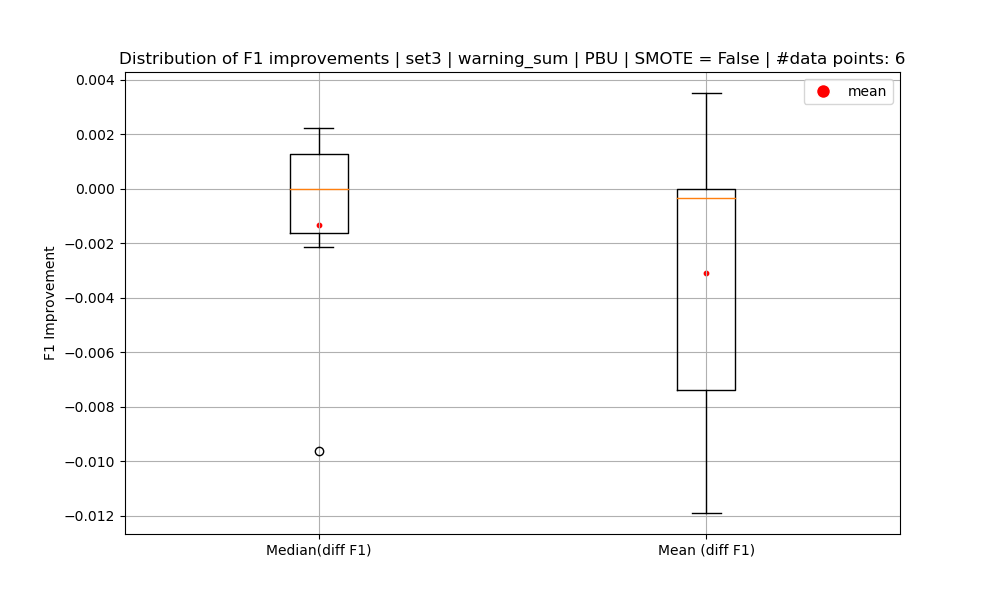 Distribution of F1 improvements | set3 | warning_sum | PBU | SMOTE = False | #data points: 6
mean
0.004
0.002
0.000
−0.002
−0.004
−0.006
−0.008
−0.010
−0.012
F1 Improvement
Median(diff F1)
Mean (diff F1)